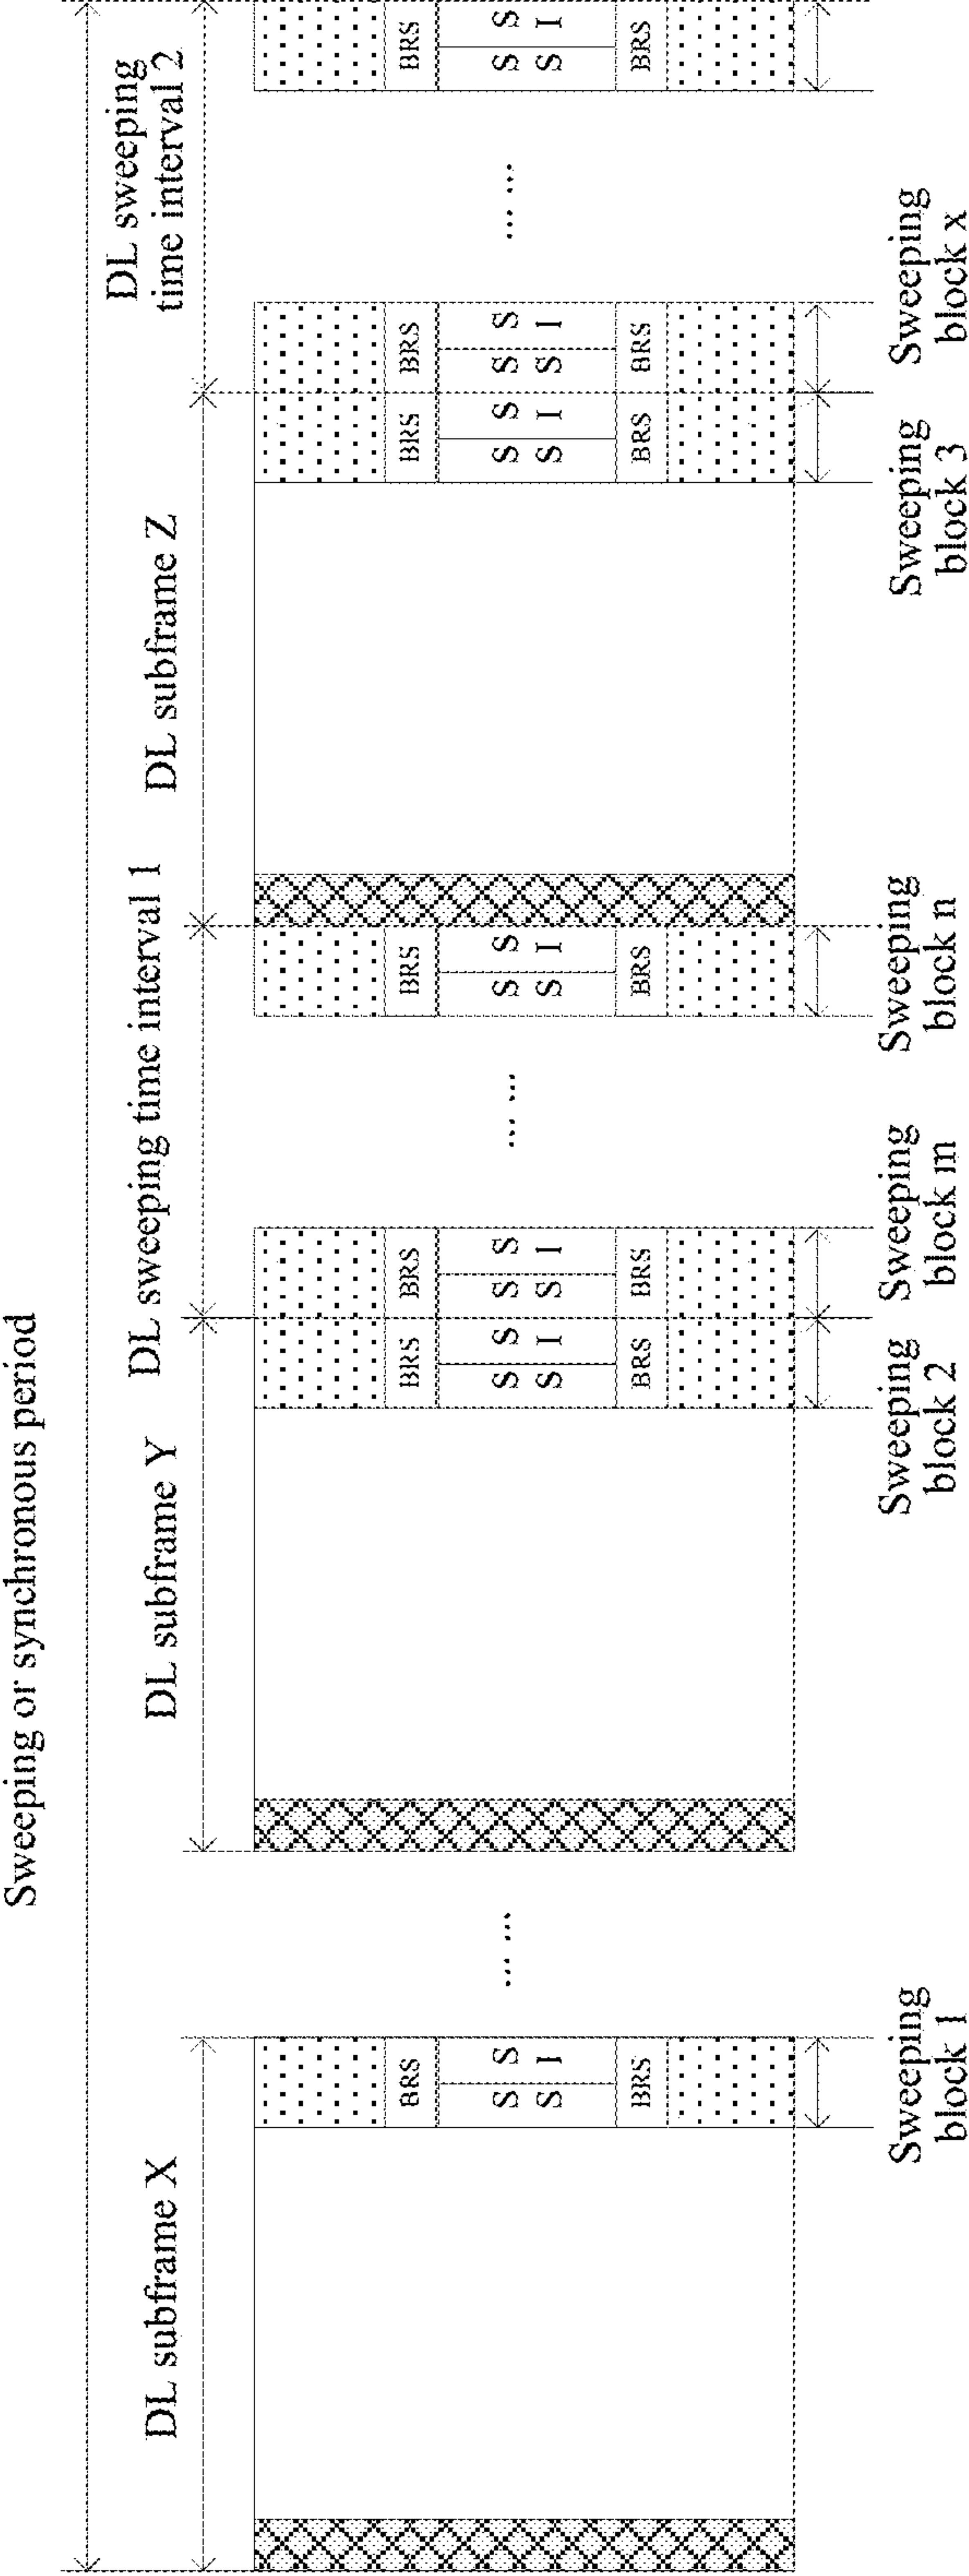 Sweeping or synchronous period
DL subframe X
DL subframe Y
DL sweeping time interval 1
DL subframe Z
DL sweeping
time interval 2
BRS
S S
S I
BRS
... ...
BRS
S S
S I
BRS
BRS
S S
S I
BRS
... ...
BRS
S S
S I
BRS
BRS
S S
S I
BRS
BRS
S S
S I
BRS
... ...
BRS
S S
S I
BRS
Sweeping
block 1
Sweeping
block 2
Sweeping
block m
Sweeping
block n
Sweeping
block 3
Sweeping
block x